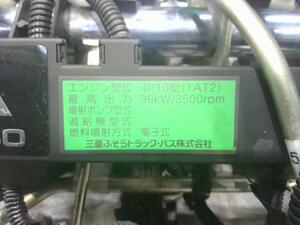 エンジン型式 4P10型(1AT2)
最高出力 96kW/3500rpm
噴射ポンプ型式
過給機型式
燃料噴射方式 電子式
三菱ふそうトラック・バス株式会社